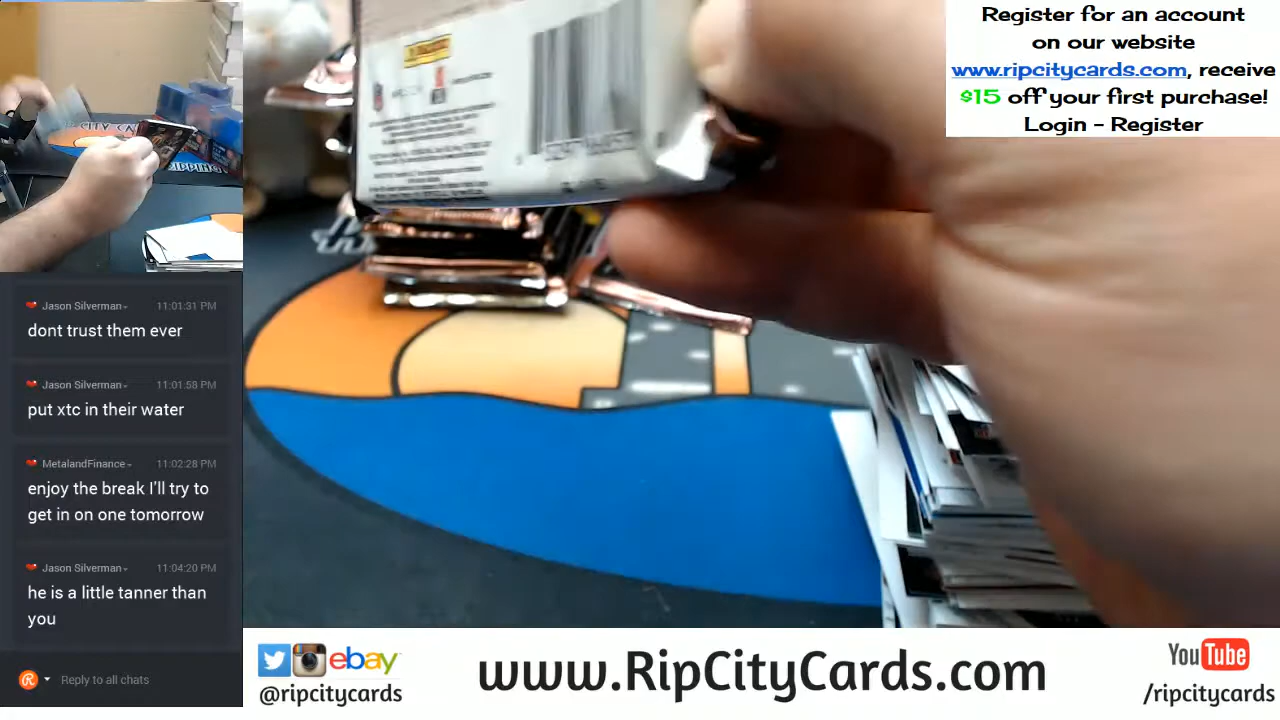 Register for an account
on our website
www.ripcitycards.com, receive
$15 off your first purchase!
Login - Register
CITY CA
RIPPING
Jason Silverman 11:01:31 PM
dont trust them ever
Jason Silverman 11:01:58 PM
put xtc in their water
MetalandFinance 11:02:28 PM
enjoy the break I'll try to
get in on one tomorrow
Jason Silverman 11:04:20 PM
he is a little tanner than
you
Reply to all chats
ebay
@ripcitycards
www.RipCityCards.com
YouTube
/ripcitycards